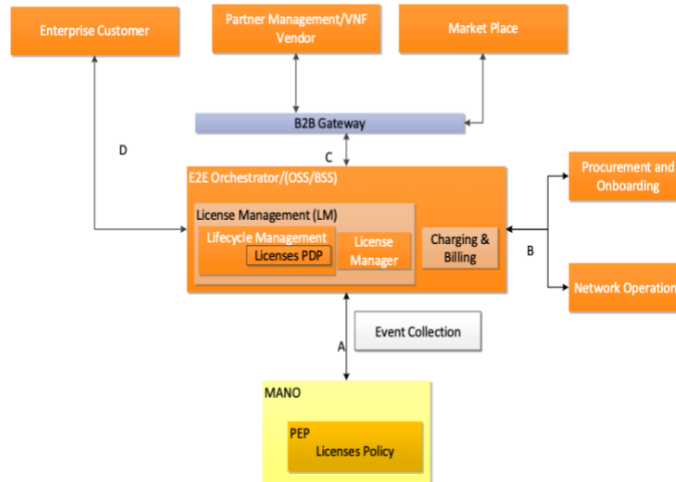 Enterprise Customer
Partner Management/VNF
Vendor
Market Place
B2B Gateway
D
C
E2E Orchestrator/(OSS/BSS)
License Management (LM)
Lifecycle Management
Licenses PDP
License
Manager
Charging &
Billing
B
Procurement and
Onboarding
Network Operation
Event Collection
A
MANO
PEP
Licenses Policy